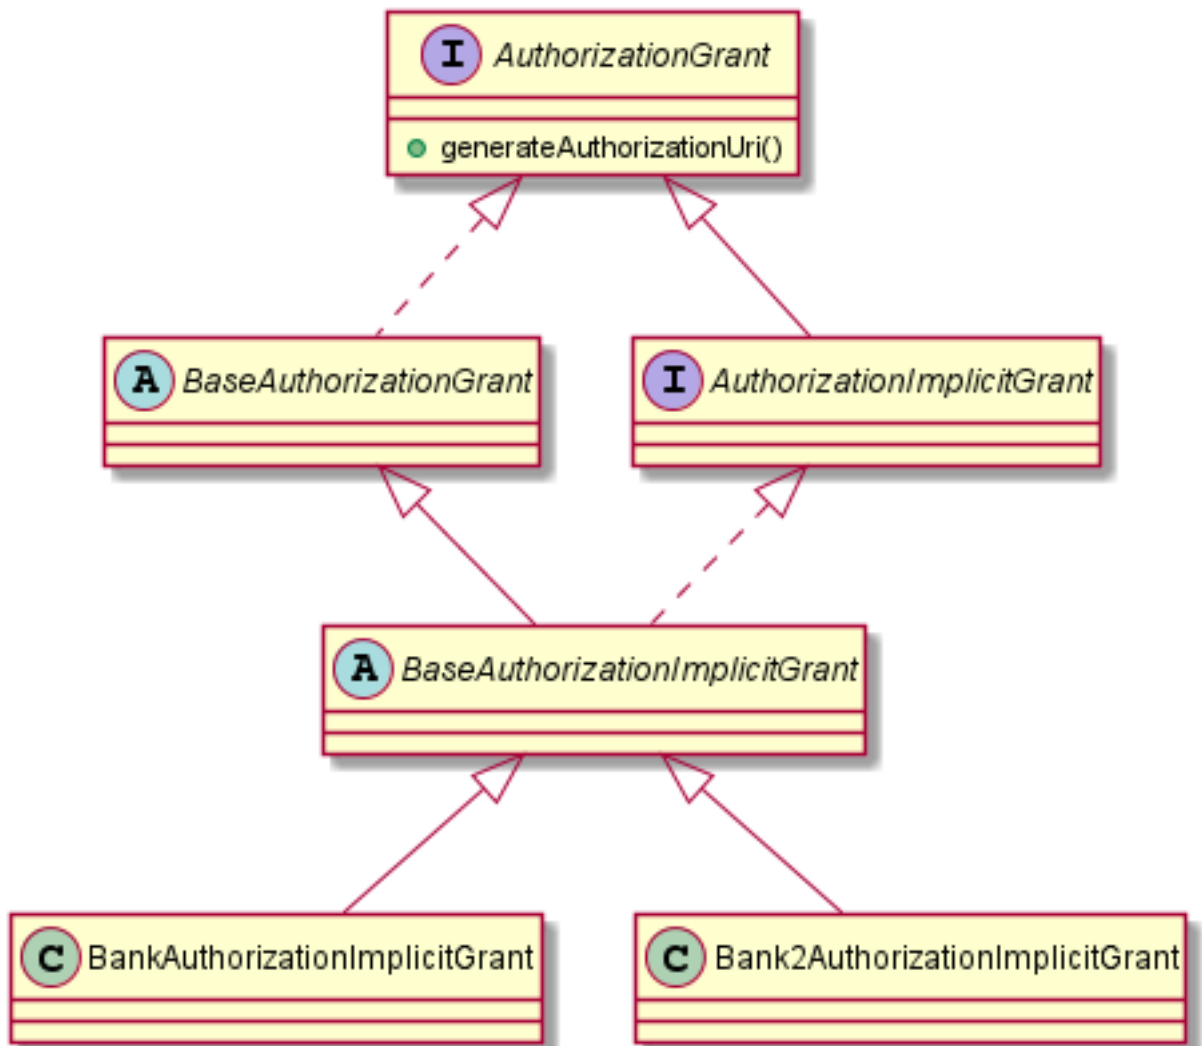 I AuthorizationGrant
generateAuthorizationUri()
A BaseAuthorizationGrant
I AuthorizationImplicitGrant
A BaseAuthorizationImplicitGrant
C BankAuthorizationImplicitGrant
C Bank2AuthorizationImplicitGrant